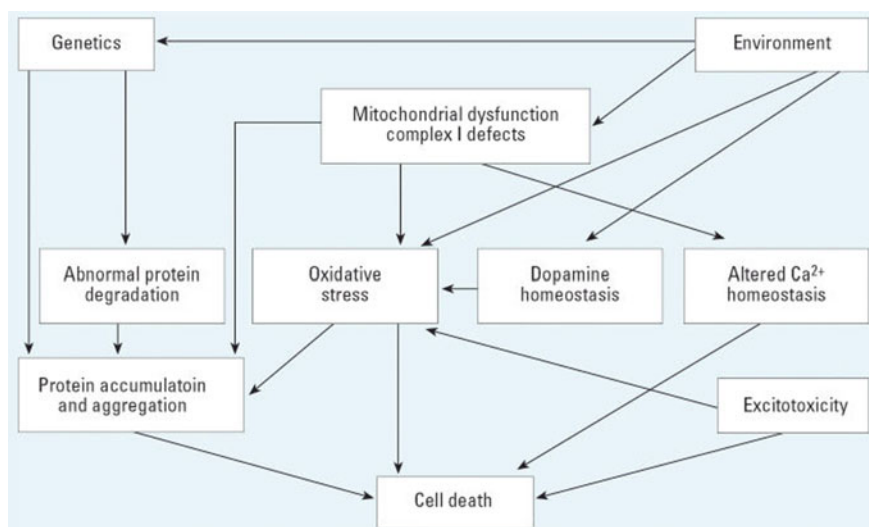 Genetics
Environment
Mitochondrial dysfunction
complex I defects
Abnormal protein
degradation
Oxidative
stress
Dopamine
homeostasis
Altered Ca²⁺
homeostasis
Protein accumulatoin
and aggregation
Excitotoxicity
Cell death